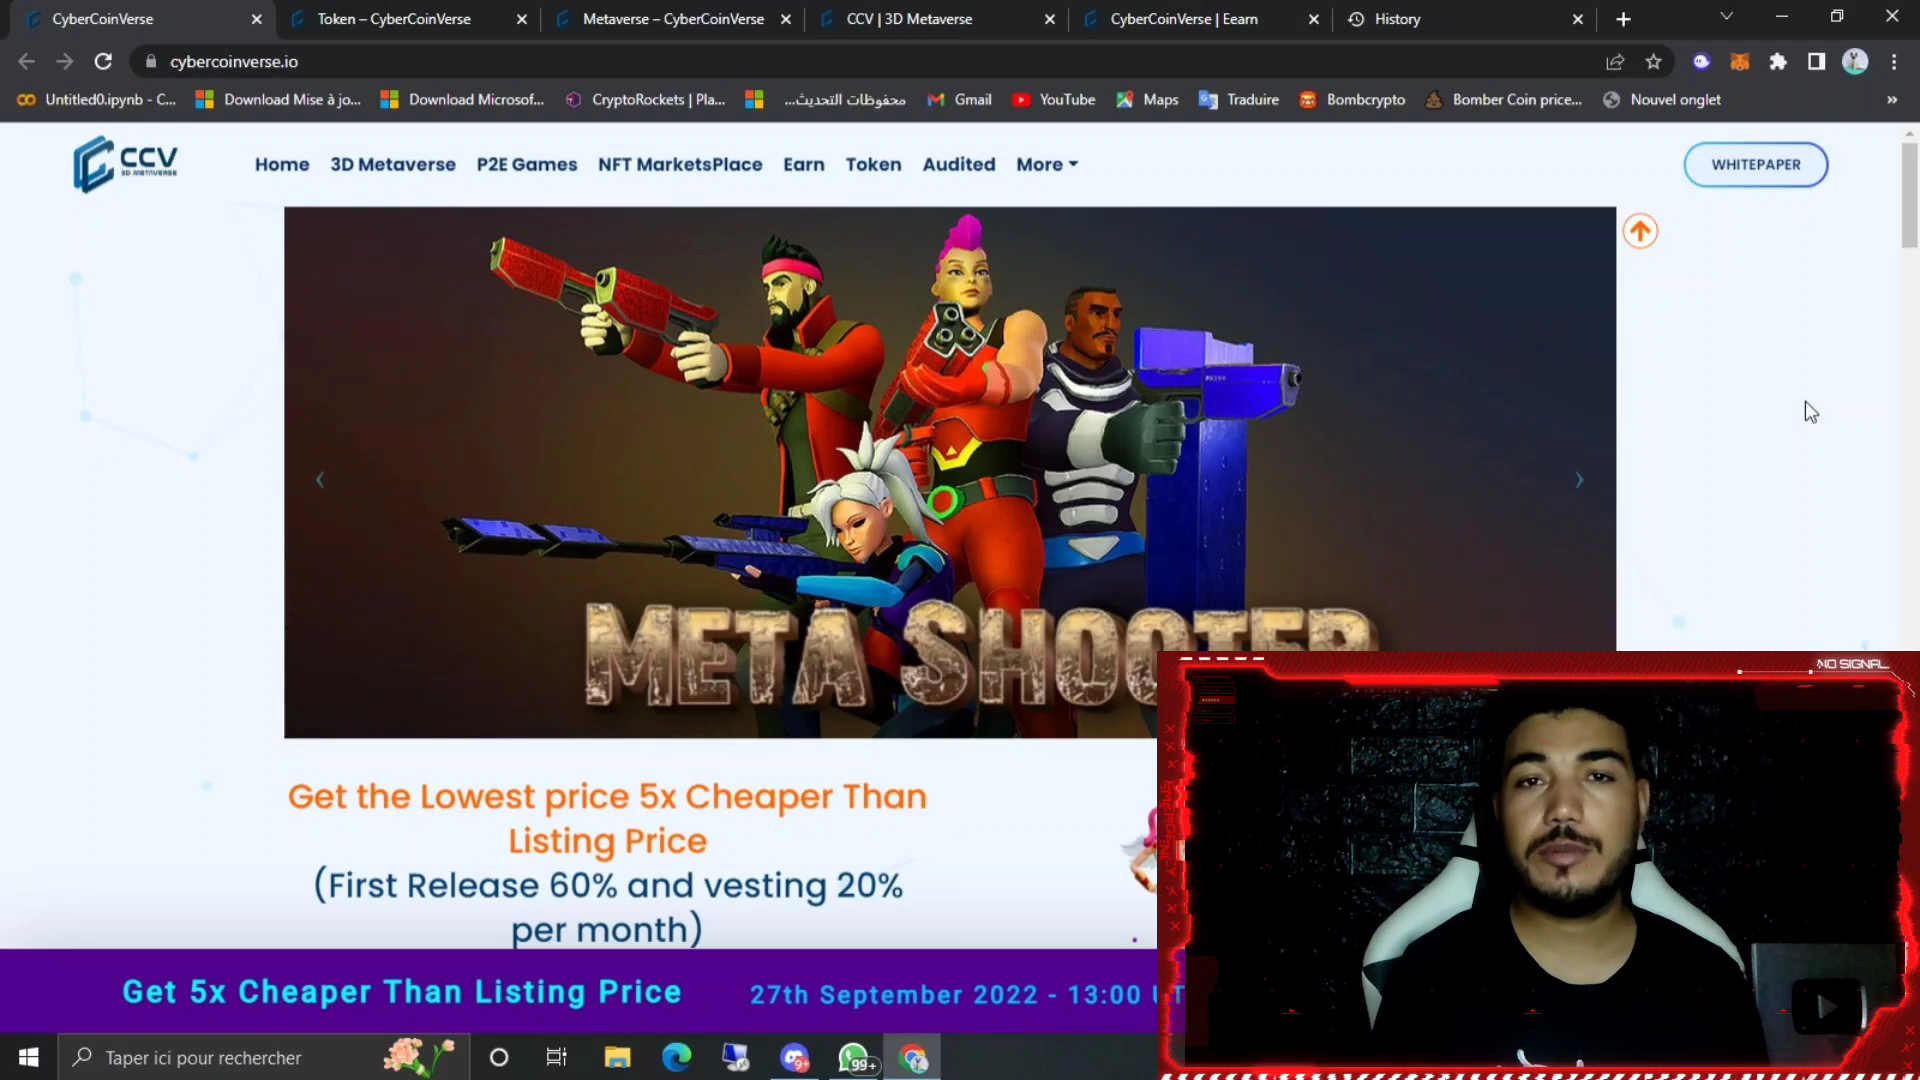 CyberCoinVerse
Token – CyberCoinVerse
Metaverse – CyberCoinVerse
CCV | 3D Metaverse
CyberCoinVerse | Eearn
History
cybercoinverse.io
Untitled0.ipynb - C...
Download Mise à jo...
Download Microsof...
CryptoRockets | Pla...
محفوظات التحديث...
Gmail
YouTube
Maps
Traduire
Bombcrypto
Bomber Coin price...
Nouvel onglet
CCV
3D METAVERSE
Home
3D Metaverse
P2E Games
NFT MarketsPlace
Earn
Token
Audited
More
WHITEPAPER
META SHOOTER
Get the Lowest price 5x Cheaper Than
Listing Price
(First Release 60% and vesting 20%
per month)
Get 5x Cheaper Than Listing Price
27th September 2022 - 13:00 UT
NO SIGNAL
Taper ici pour rechercher
9+
99+